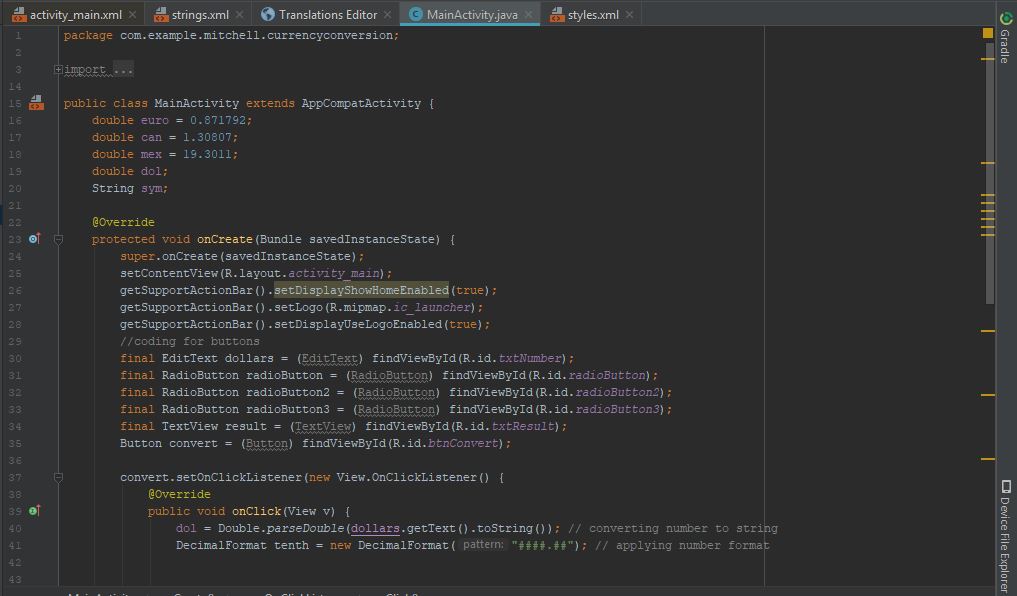 activity_main.xml × strings.xml × Translations Editor × MainActivity.java × styles.xml ×
1 package com.example.mitchell.currencyconversion;
2
3 import ...
14
15 public class MainActivity extends AppCompatActivity {
16 double euro = 0.871792;
17 double can = 1.30807;
18 double mex = 19.3011;
19 double dol;
20 String sym;
21
22 @Override
23 protected void onCreate(Bundle savedInstanceState) {
24 super.onCreate(savedInstanceState);
25 setContentView(R.layout.activity_main);
26 getSupportActionBar().setDisplayShowHomeEnabled(true);
27 getSupportActionBar().setLogo(R.mipmap.ic_launcher);
28 getSupportActionBar().setDisplayUseLogoEnabled(true);
29 //coding for buttons
30 final EditText dollars = (EditText) findViewById(R.id.txtNumber);
31 final RadioButton radioButton = (RadioButton) findViewById(R.id.radioButton);
32 final RadioButton radioButton2 = (RadioButton) findViewById(R.id.radioButton2);
33 final RadioButton radioButton3 = (RadioButton) findViewById(R.id.radioButton3);
34 final TextView result = (TextView) findViewById(R.id.txtResult);
35 Button convert = (Button) findViewById(R.id.btnConvert);
36
37 convert.setOnClickListener(new View.OnClickListener() {
38 @Override
39 public void onClick(View v) {
40 dol = Double.parseDouble(dollars.getText().toString()); // converting number to string
41 DecimalFormat tenth = new DecimalFormat( pattern: "####.##"); // applying number format
42
43
Gradle
Device File Explorer